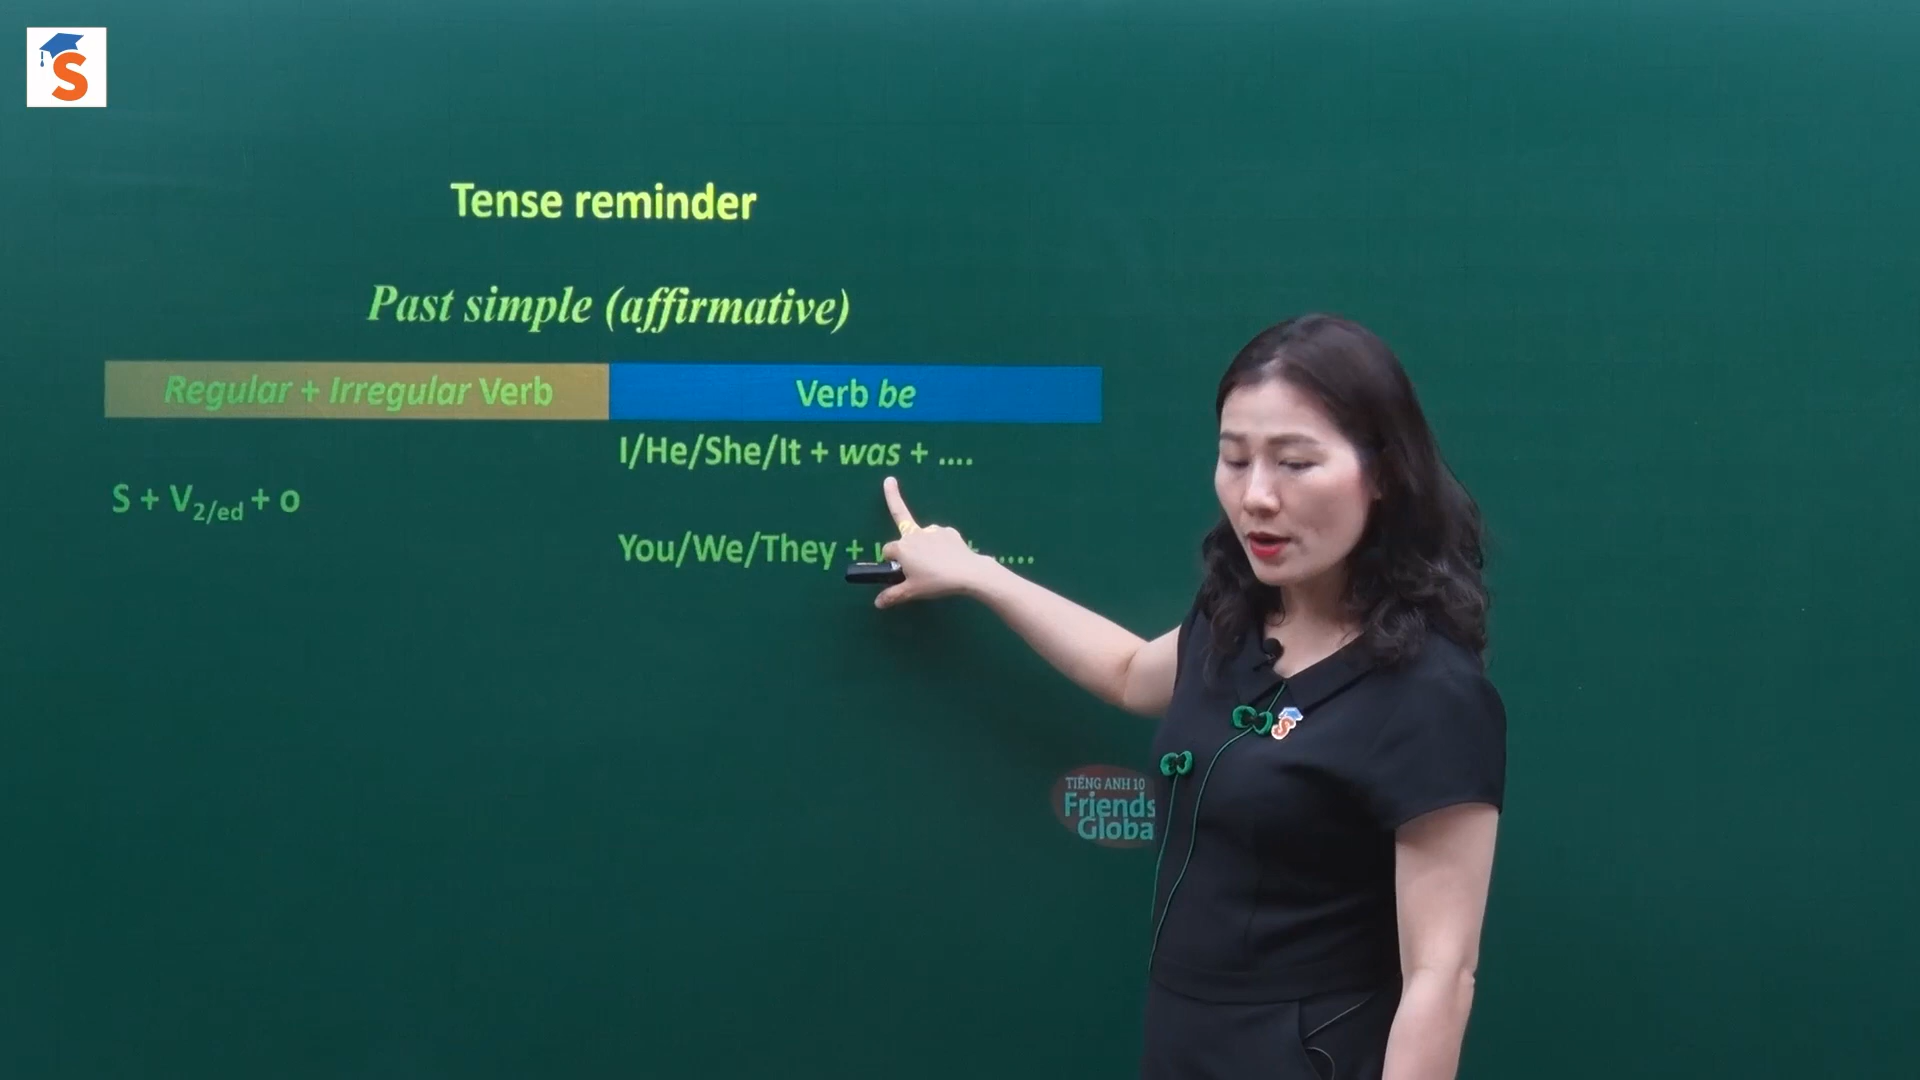 S
Tense reminder
Past simple (affirmative)
Regular + Irregular Verb
Verb be
I/He/She/It + was + ....
S + V2/ed + o
You/We/They + + .....
TIẾNG ANH 10
Friends
Globa
S